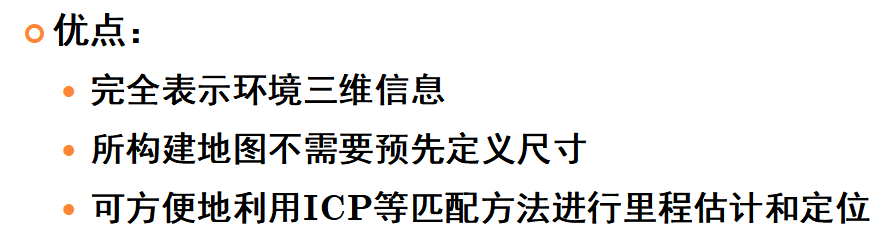 优点：
完全表示环境三维信息
所构建地图不需要预先定义尺寸
可方便地利用ICP等匹配方法进行里程估计和定位